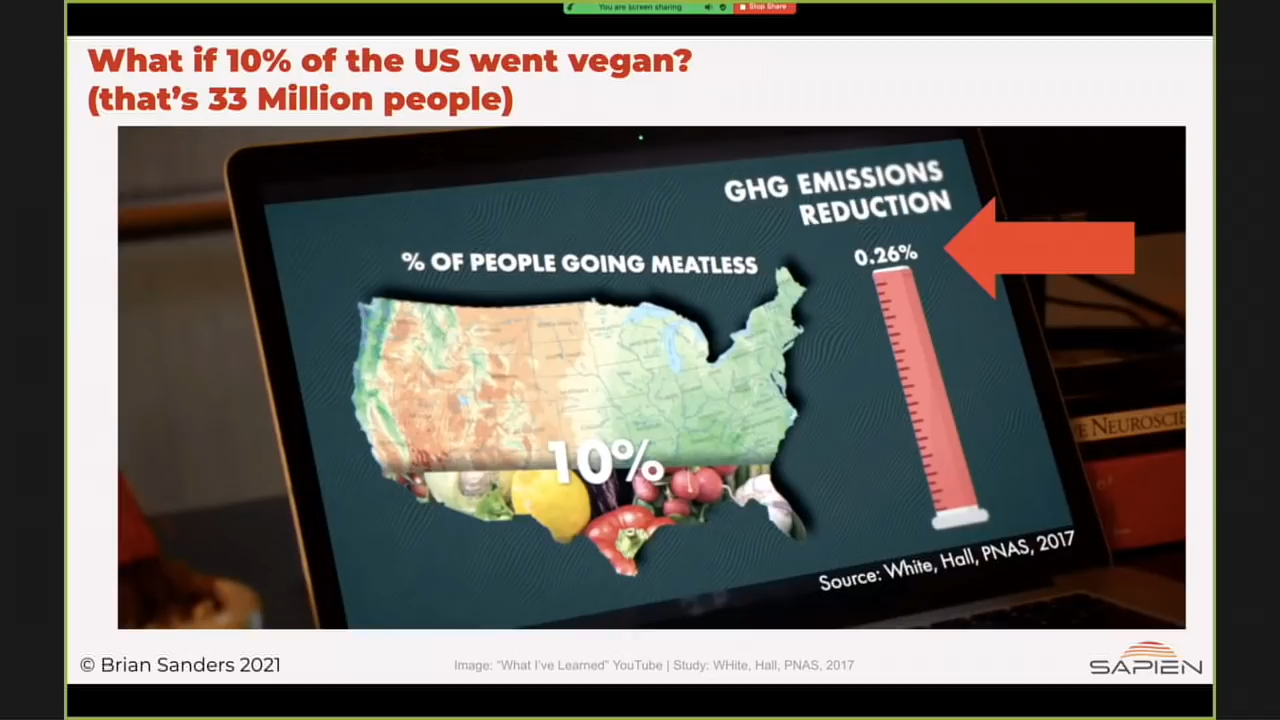 You are screen sharing
Stop Share
What if 10% of the US went vegan?
(that's 33 Million people)
GHG EMISSIONS
REDUCTION
0.26%
% OF PEOPLE GOING MEATLESS
10%
NEUROSCIE
Source: White, Hall, PNAS, 2017
© Brian Sanders 2021
Image: "What I've Learned" YouTube | Study: WHite, Hall, PNAS, 2017
SAPIEN